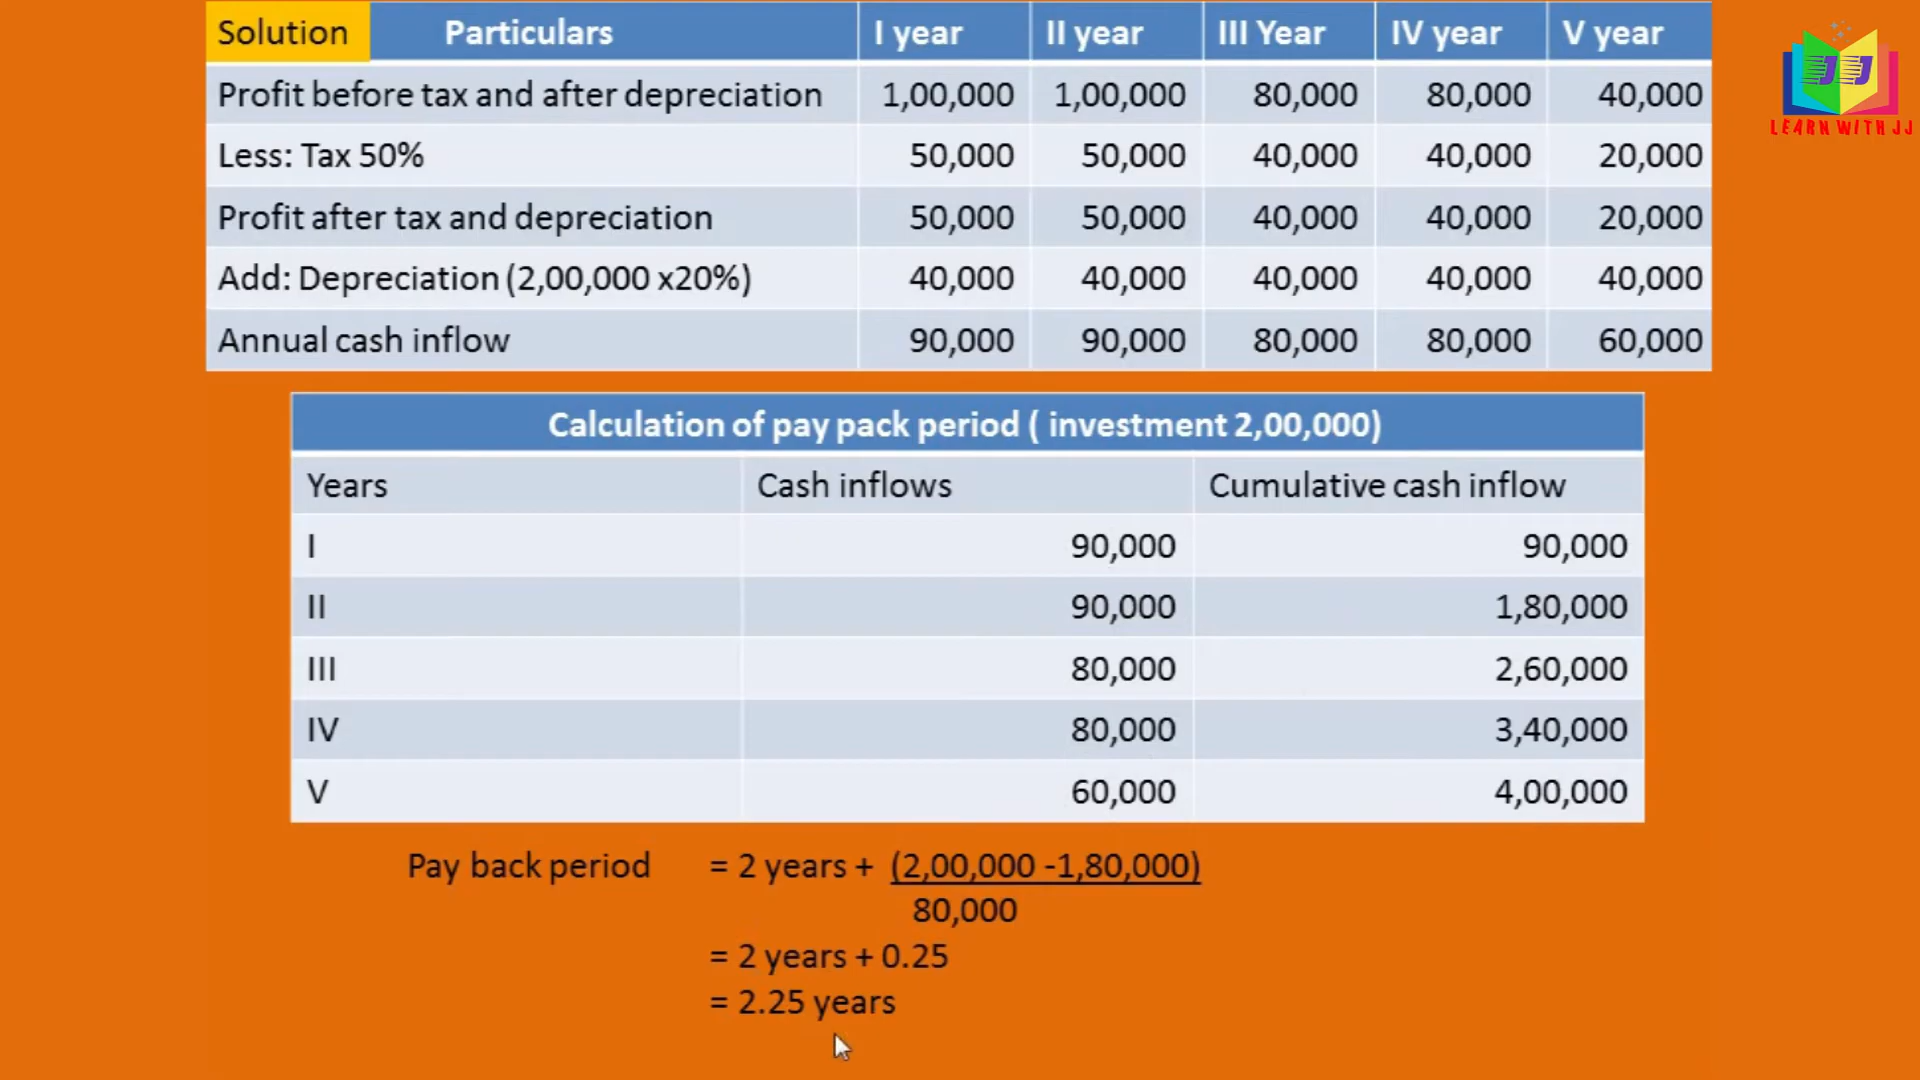 Solution Particulars I year II year III Year IV year V year
Profit before tax and after depreciation 1,00,000 1,00,000 80,000 80,000 40,000
Less: Tax 50% 50,000 50,000 40,000 40,000 20,000
Profit after tax and depreciation 50,000 50,000 40,000 40,000 20,000
Add: Depreciation (2,00,000 x20%) 40,000 40,000 40,000 40,000 40,000
Annual cash inflow 90,000 90,000 80,000 80,000 60,000
JJ
LEARN WITH JJ
Calculation of pay pack period ( investment 2,00,000)
Years Cash inflows Cumulative cash inflow
I 90,000 90,000
II 90,000 1,80,000
III 80,000 2,60,000
IV 80,000 3,40,000
V 60,000 4,00,000
Pay back period = 2 years + (2,00,000 -1,80,000)
80,000
= 2 years + 0.25
= 2.25 years